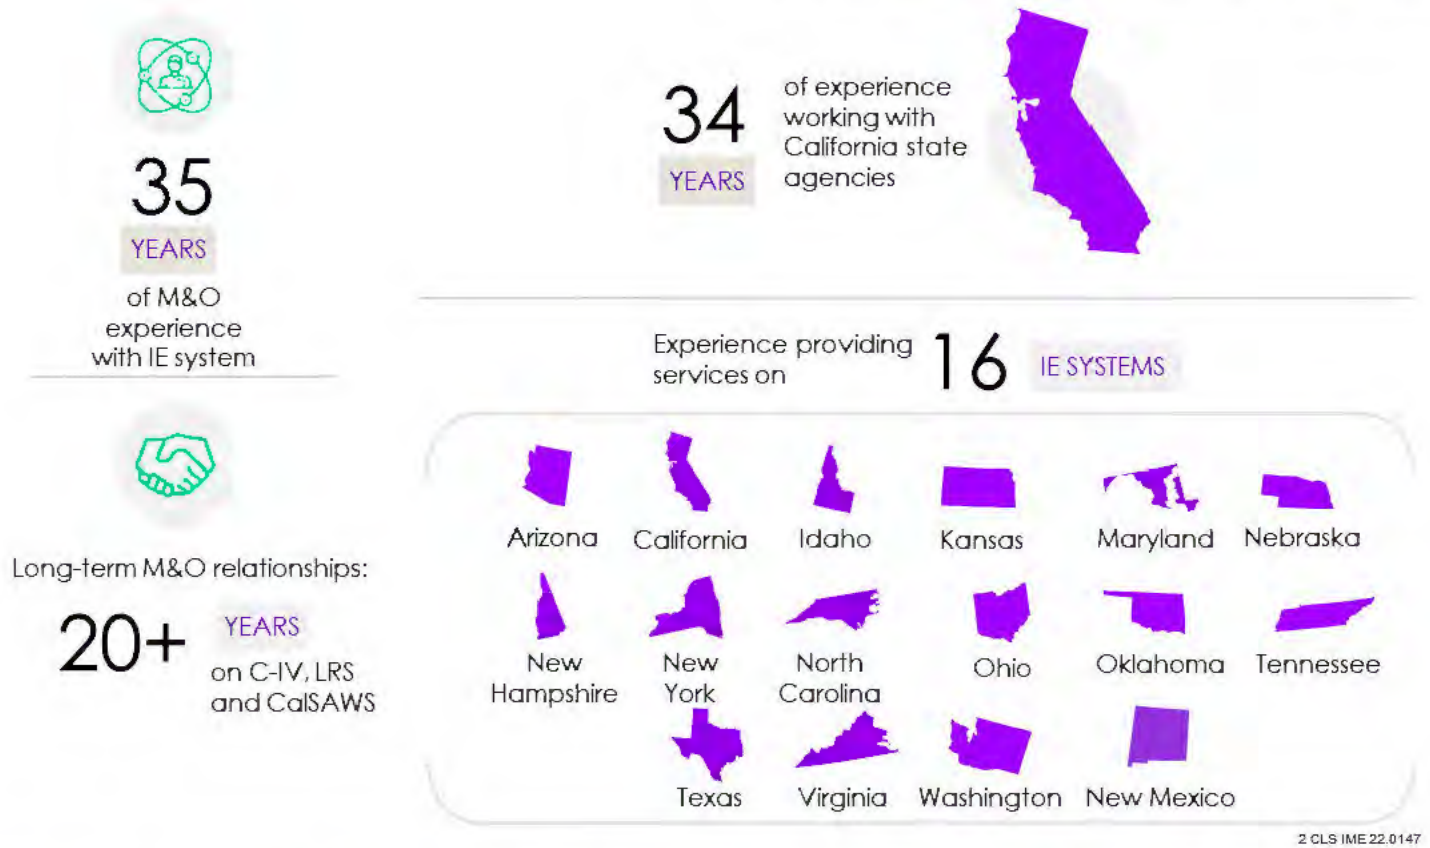 35
YEARS
of M&O
experience
with IE system
Long-term M&O relationships:
20+
YEARS
on C-IV, LRS
and CalSAWS
34
YEARS
of experience
working with
California state
agencies
Experience providing
services on
16
IE SYSTEMS
Arizona California Idaho Kansas Maryland Nebraska
New Hampshire
New York
North Carolina
Ohio Oklahoma Tennessee
Texas Virginia Washington New Mexico
2 CLS IME 22.0147